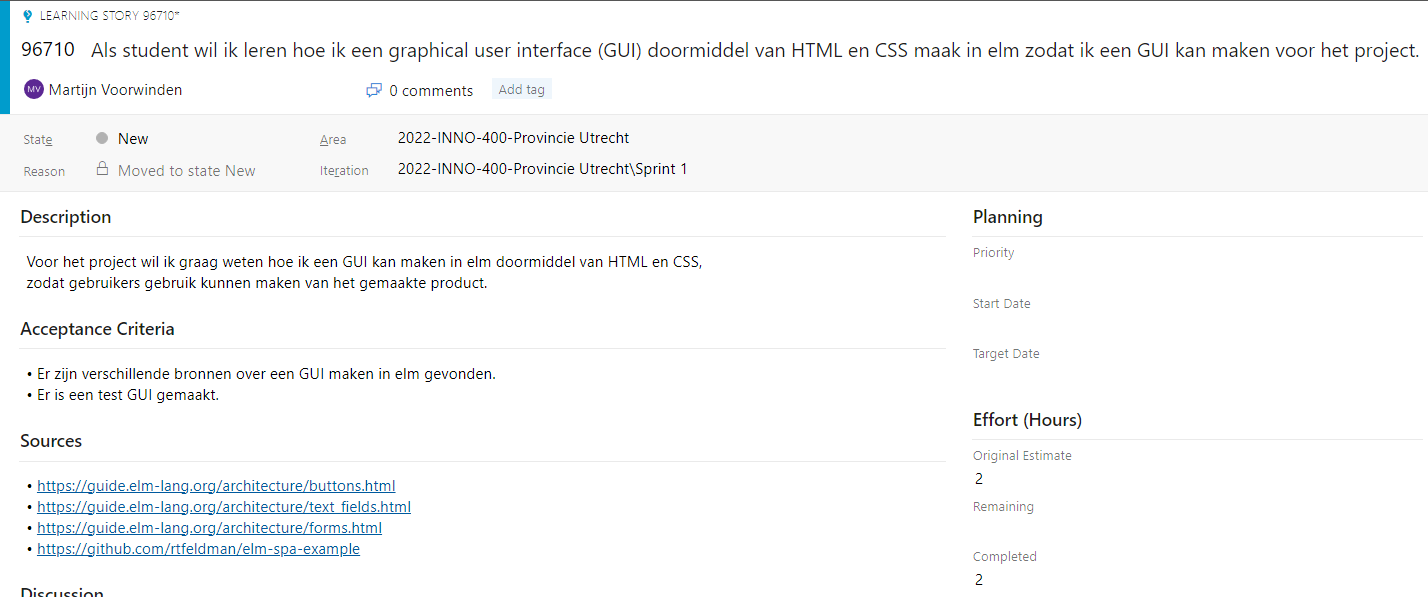 LEARNING STORY 96710*
96710 Als student wil ik leren hoe ik een graphical user interface (GUI) doormiddel van HTML en CSS maak in elm zodat ik een GUI kan maken voor het project.
MV Martijn Voorwinden 0 comments Add tag
State New Area 2022-INNO-400-Provincie Utrecht
Reason Moved to state New Iteration 2022-INNO-400-Provincie Utrecht\Sprint 1
Description
Voor het project wil ik graag weten hoe ik een GUI kan maken in elm doormiddel van HTML en CSS,
zodat gebruikers gebruik kunnen maken van het gemaakte product.
Acceptance Criteria
• Er zijn verschillende bronnen over een GUI maken in elm gevonden.
• Er is een test GUI gemaakt.
Sources
• https://guide.elm-lang.org/architecture/buttons.html
• https://guide.elm-lang.org/architecture/text_fields.html
• https://guide.elm-lang.org/architecture/forms.html
• https://github.com/rtfeldman/elm-spa-example
Discussion
Planning
Priority
Start Date
Target Date
Effort (Hours)
Original Estimate
2
Remaining
Completed
2